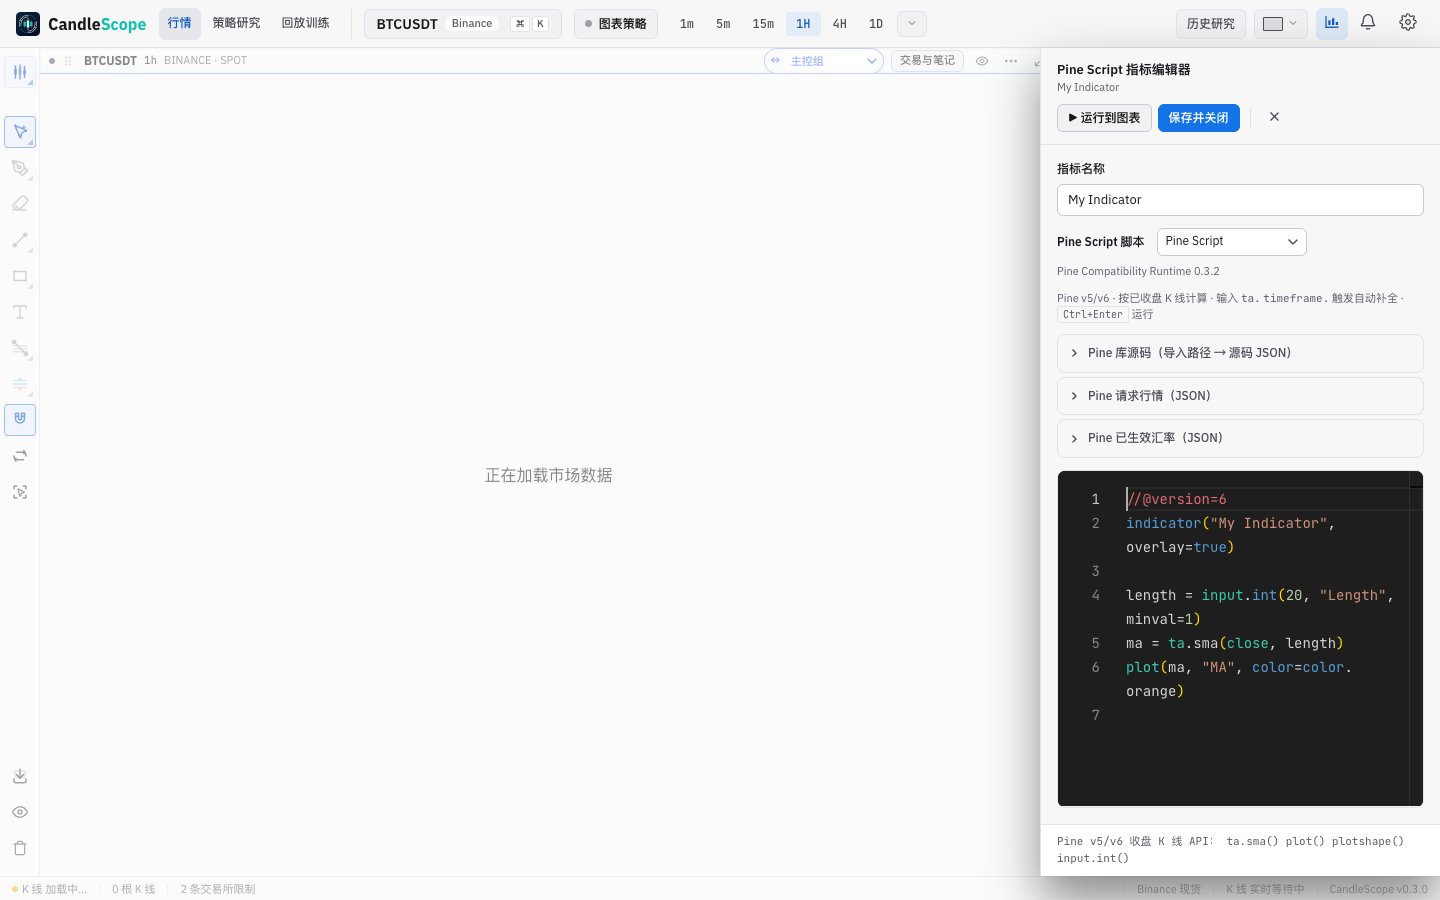 CandleScope 行情 策略研究 回放训练 BTCUSDT Binance ⌘ K 图表策略 1m 5m 15m 1H 4H 1D 历史研究
BTCUSDT 1h BINANCE · SPOT 主控组 交易与笔记
正在加载市场数据
Pine Script 指标编辑器
My Indicator
▶ 运行到图表 保存并关闭 ×
指标名称
My Indicator
Pine Script 脚本 Pine Script
Pine Compatibility Runtime 0.3.2
Pine v5/v6 · 按已收盘 K 线计算 · 输入 ta. timeframe. 触发自动补全 ·
Ctrl+Enter 运行
Pine 库源码（导入路径 → 源码 JSON）
Pine 请求行情（JSON）
Pine 已生效汇率（JSON）
1 //@version=6
2 indicator("My Indicator",
overlay=true)
3
4 length = input.int(20, "Length",
minval=1)
5 ma = ta.sma(close, length)
6 plot(ma, "MA", color=color.
orange)
7
Pine v5/v6 收盘 K 线 API: ta.sma() plot() plotshape()
input.int()
K 线 加载中... 0 根 K 线 2 条交易所限制 Binance 现货 K 线 实时等待中 CandleScope v0.3.0